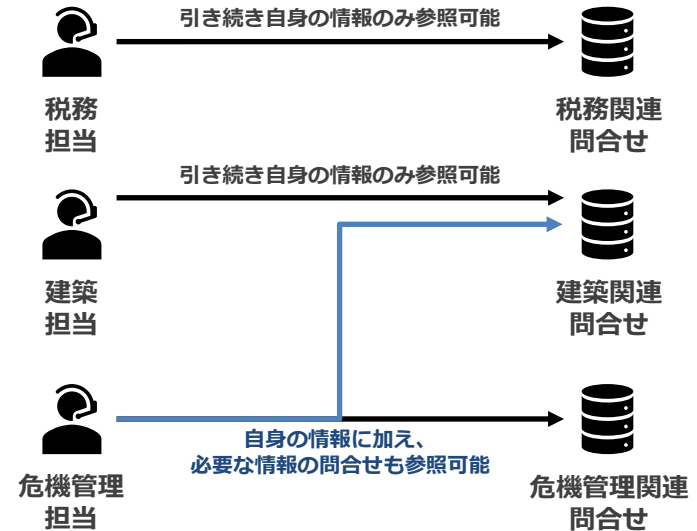 引き続き自身の情報のみ参照可能
税務
担当
税務関連
問合せ
引き続き自身の情報のみ参照可能
建築
担当
建築関連
問合せ
自身の情報に加え、
必要な情報の問合せも参照可能
危機管理
担当
危機管理関連
問合せ